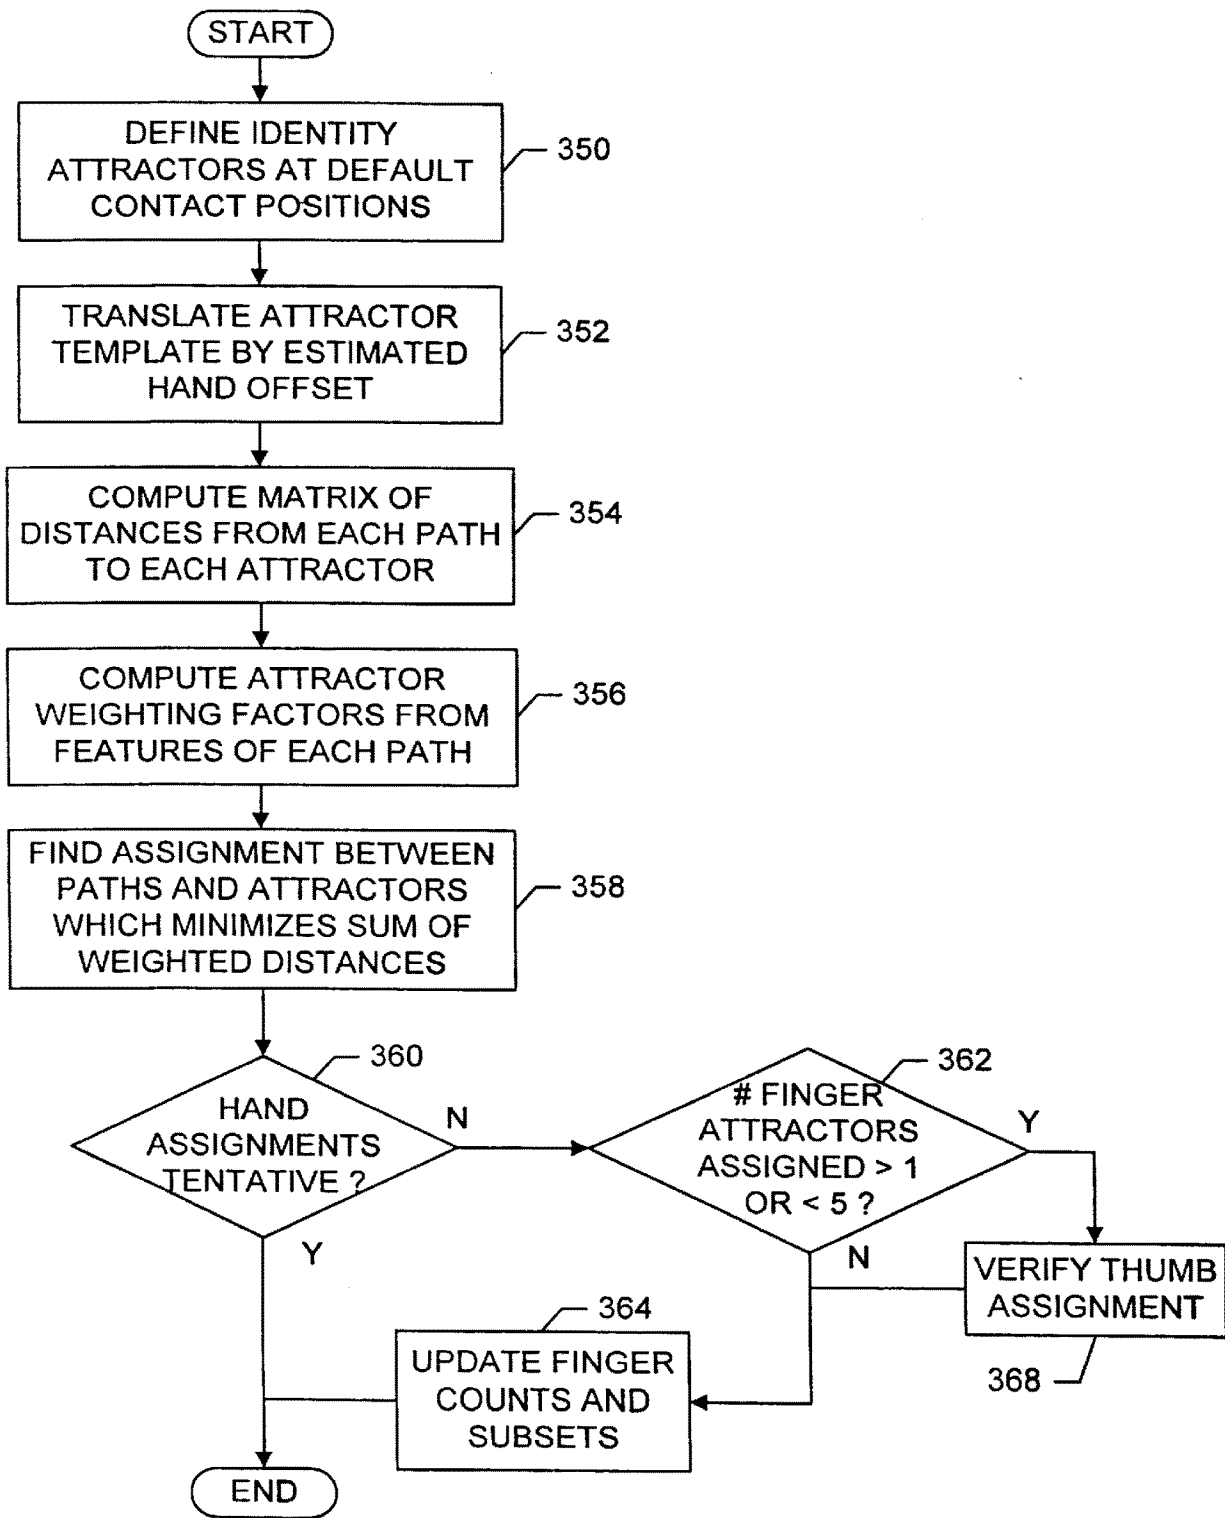 START
DEFINE IDENTITY
ATTRACTORS AT DEFAULT
CONTACT POSITIONS
350
TRANSLATE ATTRACTOR
TEMPLATE BY ESTIMATED
HAND OFFSET
352
COMPUTE MATRIX OF
DISTANCES FROM EACH PATH
TO EACH ATTRACTOR
354
COMPUTE ATTRACTOR
WEIGHTING FACTORS FROM
FEATURES OF EACH PATH
356
FIND ASSIGNMENT BETWEEN
PATHS AND ATTRACTORS
WHICH MINIMIZES SUM OF
WEIGHTED DISTANCES
358
HAND
ASSIGNMENTS
TENTATIVE ?
360
N
Y
# FINGER
ATTRACTORS
ASSIGNED > 1
OR < 5 ?
362
Y
N
VERIFY THUMB
ASSIGNMENT
368
364
UPDATE FINGER
COUNTS AND
SUBSETS
END